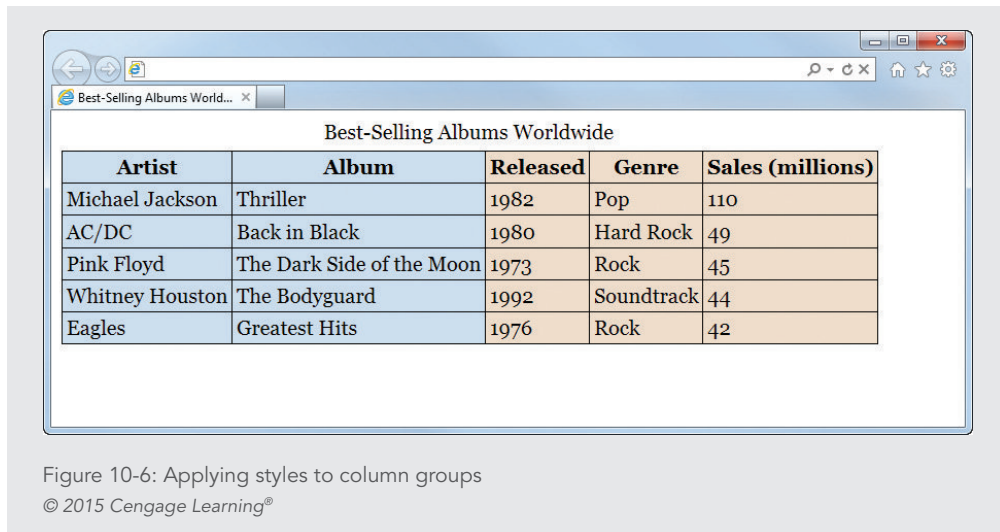 Best-Selling Albums World...
Best-Selling Albums Worldwide
Artist Album Released Genre Sales (millions)
Michael Jackson Thriller 1982 Pop 110
AC/DC Back in Black 1980 Hard Rock 49
Pink Floyd The Dark Side of the Moon 1973 Rock 45
Whitney Houston The Bodyguard 1992 Soundtrack 44
Eagles Greatest Hits 1976 Rock 42
Figure 10-6: Applying styles to column groups
© 2015 Cengage Learning®